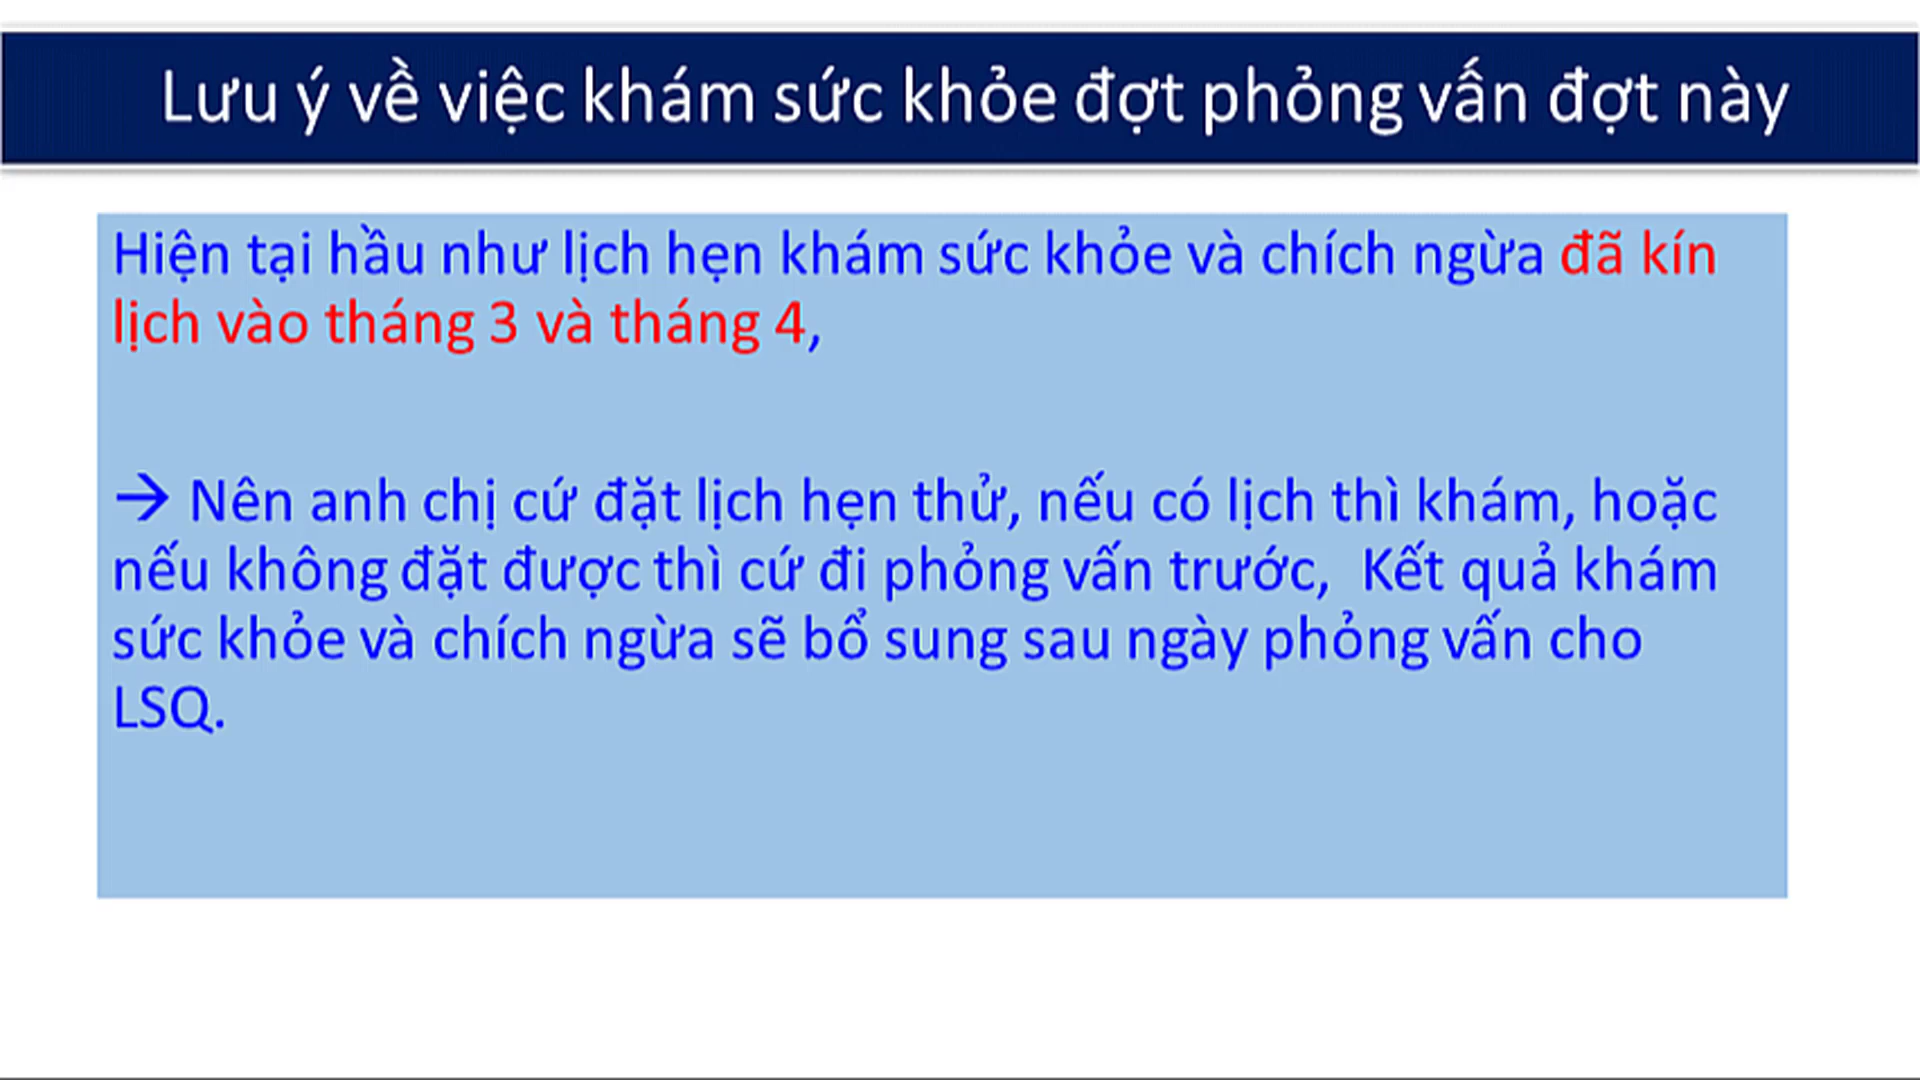 Lưu ý về việc khám sức khỏe đợt phỏng vấn đợt này
Hiện tại hầu như lịch hẹn khám sức khỏe và chích ngừa đã kín
lịch vào tháng 3 và tháng 4,
→ Nên anh chị cứ đặt lịch hẹn thử, nếu có lịch thì khám, hoặc
nếu không đặt được thì cứ đi phỏng vấn trước, Kết quả khám
sức khỏe và chích ngừa sẽ bổ sung sau ngày phỏng vấn cho
LSQ.